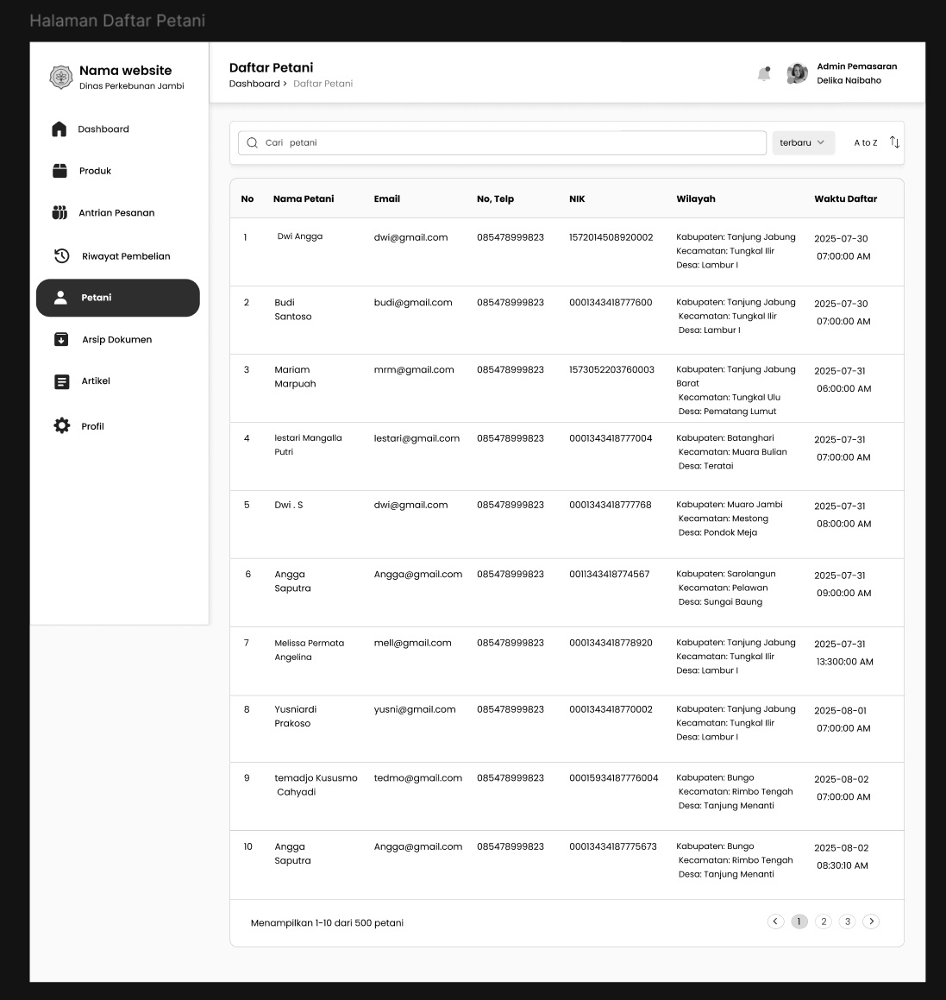 Halaman Daftar Petani
Nama website
Dinas Perkebunan Jambi
Dashboard
Produk
Antrian Pesanan
Riwayat Pembelian
Petani
Arsip Dokumen
Artikel
Profil
Daftar Petani
Dashboard > Daftar Petani
Admin Pemasaran
Delika Naibaho
Cari petani
terbaru
A to Z
No Nama Petani Email No, Telp NIK Wilayah Waktu Daftar
1 Dwi Angga dwi@gmail.com 085478999823 1572014508920002 Kabupaten: Tanjung Jabung 2025-07-30
Kecamatan: Tungkal Ilir 07:00:00 AM
Desa: Lambur I
2 Budi budi@gmail.com 085478999823 0001343418777600 Kabupaten: Tanjung Jabung 2025-07-30
Santoso Kecamatan: Tungkal Ilir 07:00:00 AM
Desa: Lambur I
3 Mariam mrm@gmail.com 085478999823 1573052203760003 Kabupaten: Tanjung Jabung 2025-07-31
Marpuah Barat 06:00:00 AM
Kecamatan: Tungkal Ulu
Desa: Pematang Lumut
4 lestari Mangalla lestari@gmail.com 085478999823 0001343418777004 Kabupaten: Batanghari 2025-07-31
Putri Kecamatan: Muara Bulian 07:00:00 AM
Desa: Teratai
5 Dwi . S dwi@gmail.com 085478999823 0001343418777768 Kabupaten: Muaro Jambi 2025-07-31
Kecamatan: Mestong 08:00:00 AM
Desa: Pondok Meja
6 Angga Angga@gmail.com 085478999823 0011343418774567 Kabupaten: Sarolangun 2025-07-31
Saputra Kecamatan: Pelawan 09:00:00 AM
Desa: Sungai Baung
7 Melissa Permata mell@gmail.com 085478999823 0001343418778920 Kabupaten: Tanjung Jabung 2025-07-31
Angelina Kecamatan: Tungkal Ilir 13:300:00 AM
Desa: Lambur I
8 Yusniardi yusni@gmail.com 085478999823 0001343418770002 Kabupaten: Tanjung Jabung 2025-08-01
Prakoso Kecamatan: Tungkal Ilir 07:00:00 AM
Desa: Lambur I
9 temadjo Kususmo tedmo@gmail.com 085478999823 00015934187776004 Kabupaten: Bungo 2025-08-02
Cahyadi Kecamatan: Rimbo Tengah 07:00:00 AM
Desa: Tanjung Menanti
10 Angga Angga@gmail.com 085478999823 00013434187775673 Kabupaten: Bungo 2025-08-02
Saputra Kecamatan: Rimbo Tengah 08:30:10 AM
Desa: Tanjung Menanti
Menampilkan 1-10 dari 500 petani
< 1 2 3 >